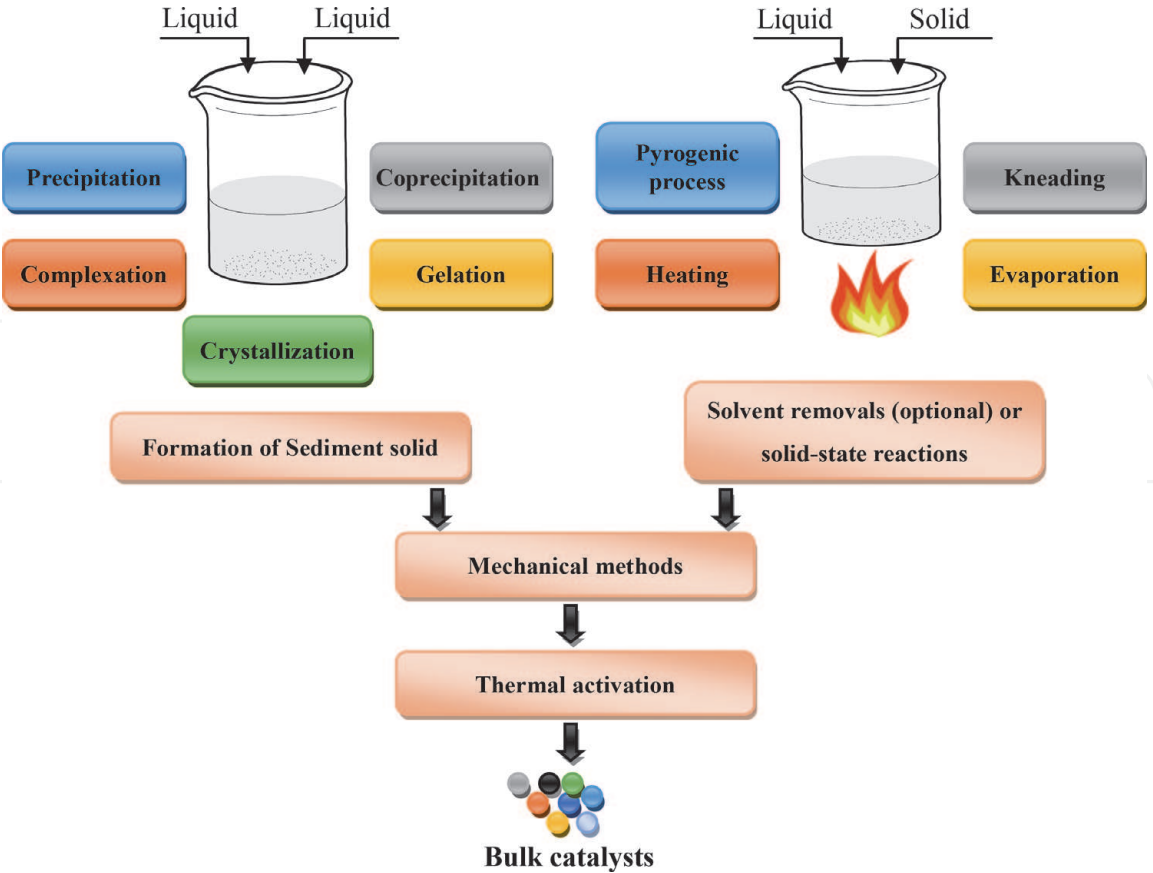 Liquid
Liquid
Precipitation
Coprecipitation
Complexation
Gelation
Crystallization
Formation of Sediment solid
Liquid
Solid
Pyrogenic
process
Kneading
Heating
Evaporation
Solvent removals (optional) or
solid-state reactions
Mechanical methods
Thermal activation
Bulk catalysts